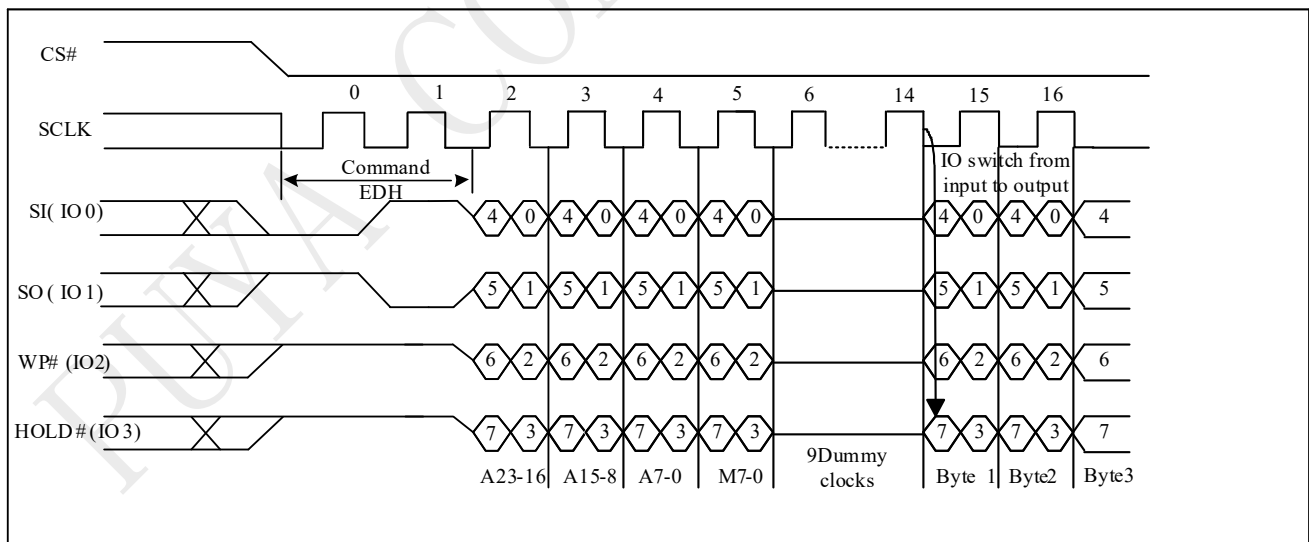 PUYA CON
CS#
0 1 2 3 4 5 6 14 15 16
SCLK
Command
EDH
IO switch from
input to output
SI( IO 0) 4 0 4 0 4 0 4 0 4 0 4 0 4
SO ( IO 1) 5 1 5 1 5 1 5 1 5 1 5 1 5
WP# (IO2) 6 2 6 2 6 2 6 2 6 2 6 2 6
HOLD# (IO 3) 7 3 7 3 7 3 7 3 7 3 7 3 7
A23-16 A15-8 A7-0 M7-0 9Dummy
clocks
Byte 1 Byte2 Byte3